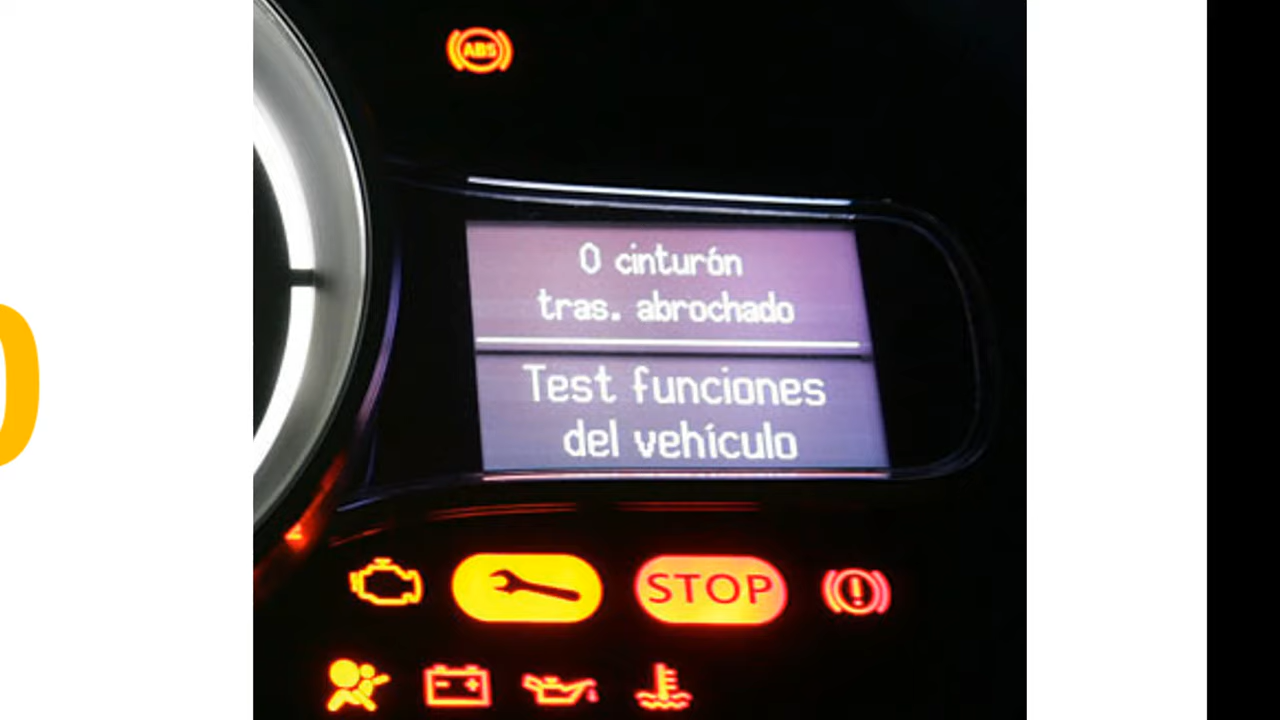 ABS
0 cinturón
tras. abrochado
Test funciones
del vehículo
STOP